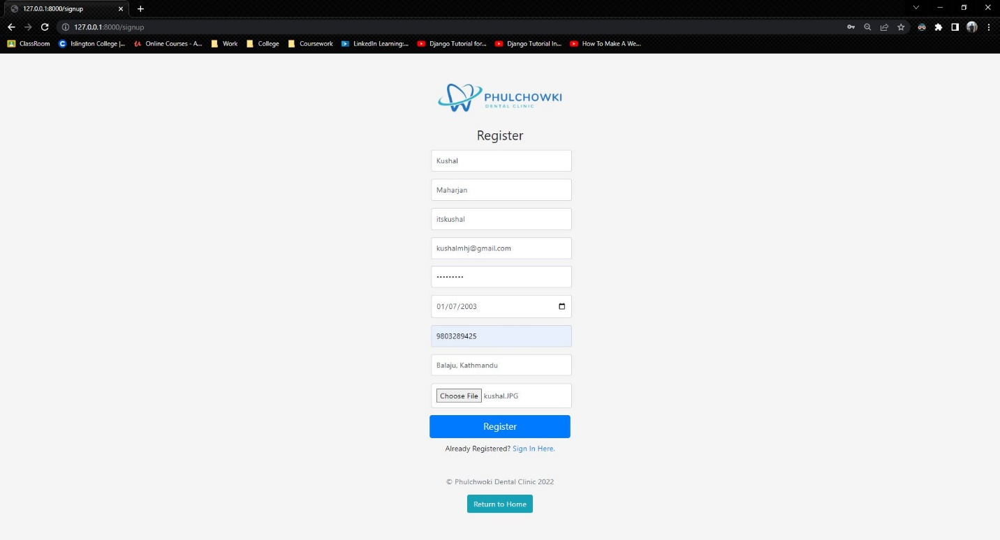 127.0.0.1:8000/signup
127.0.0.1:8000/signup
ClassRoom Islington College |... Online Courses - A... Work College Coursework LinkedIn Learning:... Django Tutorial for... Django Tutorial In... How To Make A We...
PHULCHOWKI
DENTAL CLINIC
Register
Kushal
Maharjan
itskushal
kushalmhj@gmail.com
•••••••••
01/07/2003
9803289425
Balaju, Kathmandu
Choose File kushal.JPG
Register
Already Registered? Sign In Here.
© Phulchwoki Dental Clinic 2022
Return to Home